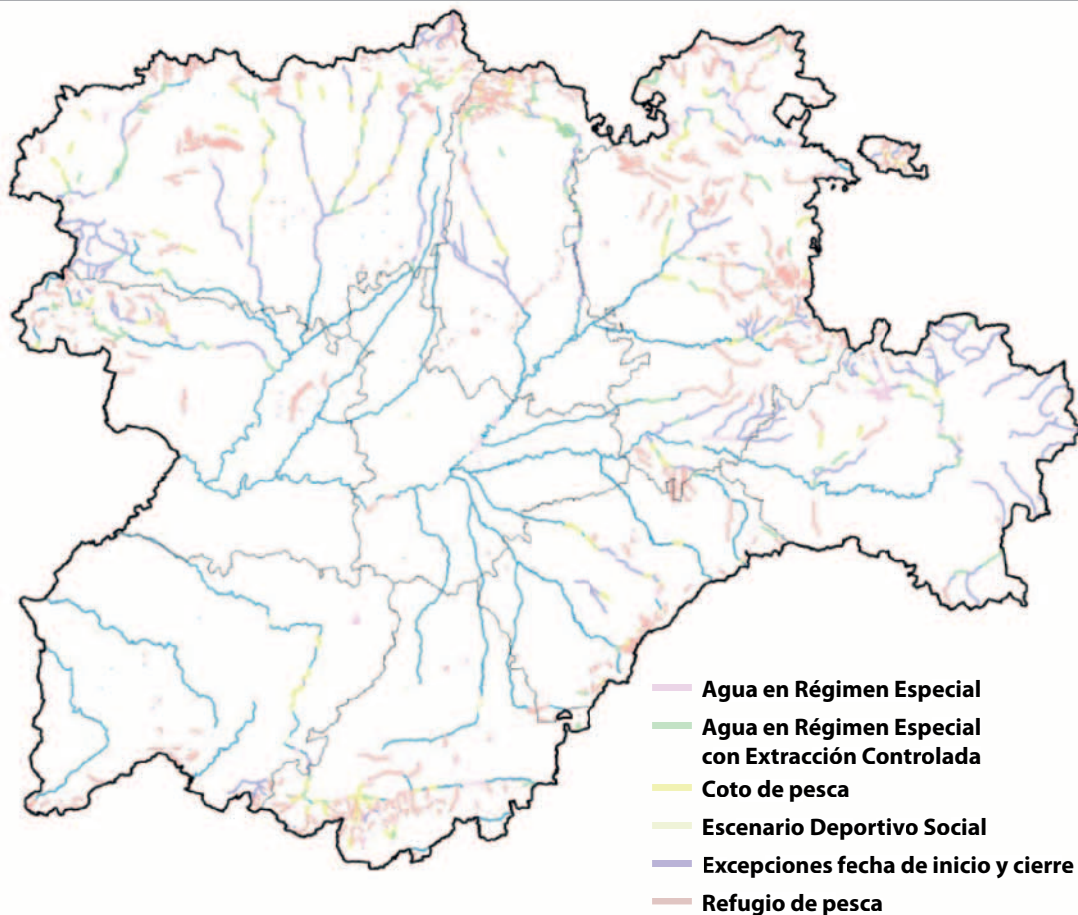 Agua en Régimen Especial
Agua en Régimen Especial
con Extracción Controlada
Coto de pesca
Escenario Deportivo Social
Excepciones fecha de inicio y cierre
Refugio de pesca